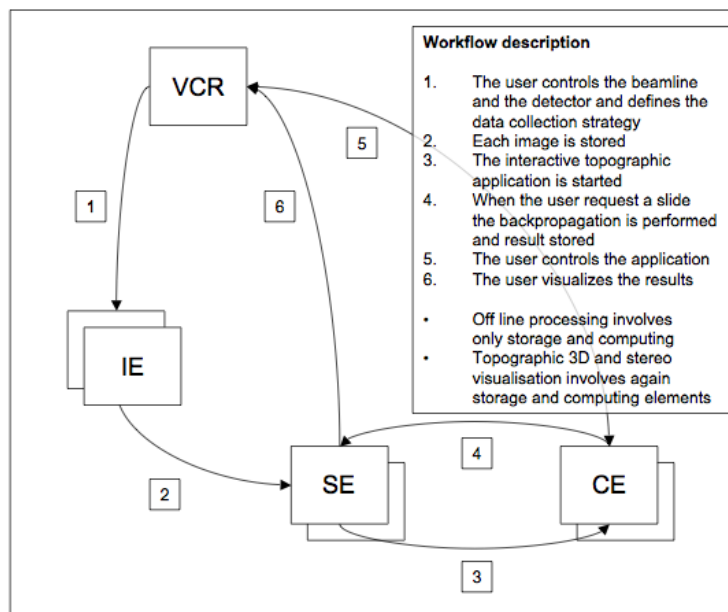 Workflow description
VCR
1. The user controls the beamline
and the detector and defines the
data collection strategy
2. Each image is stored
3. The interactive topographic
application is started
4. When the user request a slide
the backpropagation is performed
and result stored
5. The user controls the application
6. The user visualizes the results
• Off line processing involves
only storage and computing
• Topographic 3D and stereo
visualisation involves again
storage and computing elements
5
1
6
IE
4
SE
CE
2
3